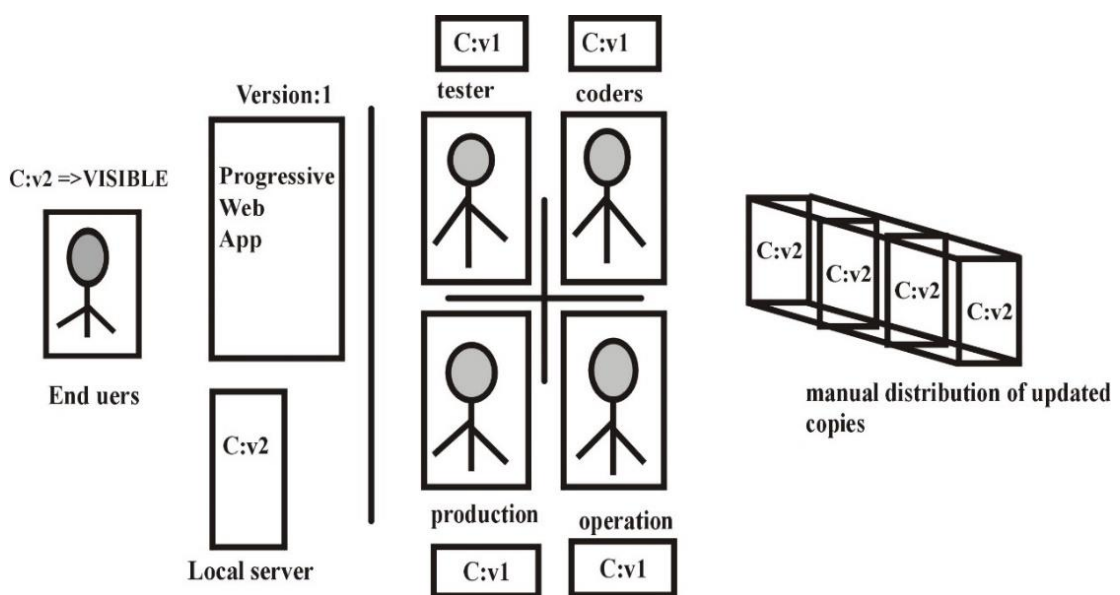 C:v1
C:v1
tester
coders
Version:1
C:v2 =>VISIBLE
Progressive
Web
App
End uers
C:v2
Local server
production
operation
C:v1
C:v1
C:v2
C:v2
C:v2
C:v2
manual distribution of updated
copies